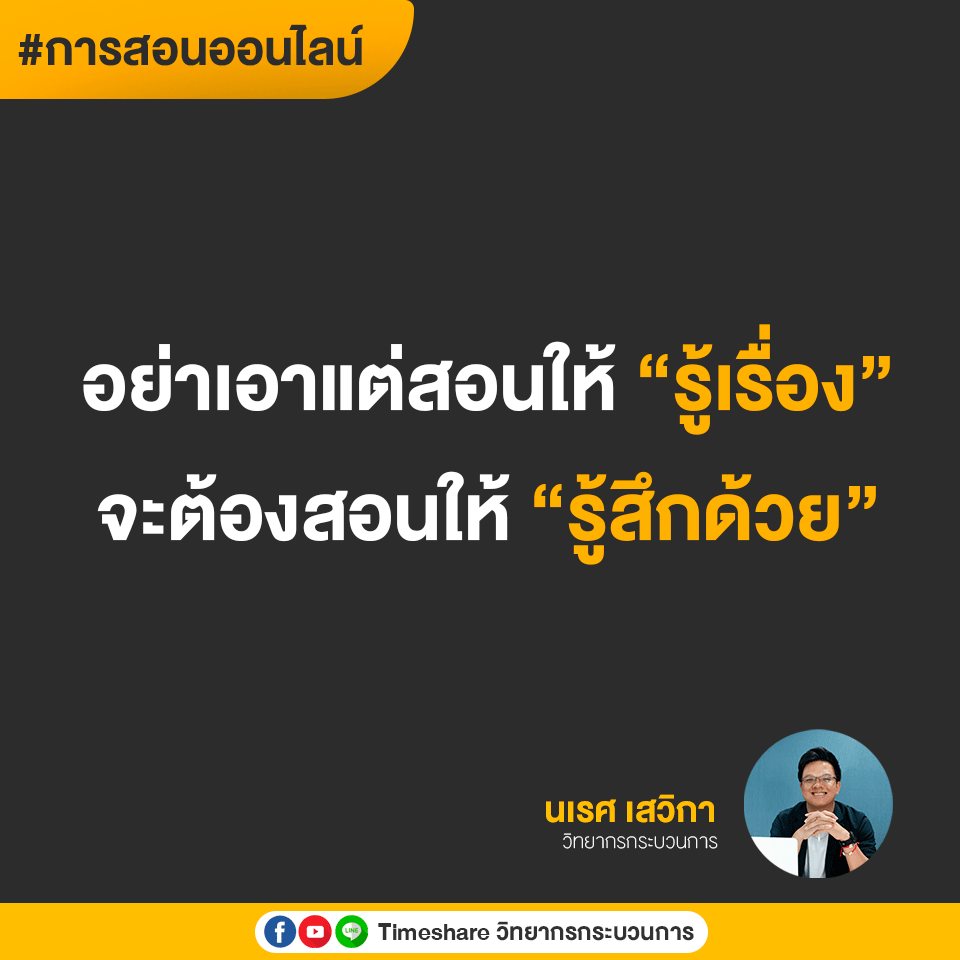 #การสอนออนไลน์
อย่าเอาแต่สอนให้ “รู้เรื่อง”
จะต้องสอนให้ “รู้สึกด้วย”
นเรศ เสวิกา
วิทยากรกระบวนการ
LINE Timeshare วิทยากรกระบวนการ